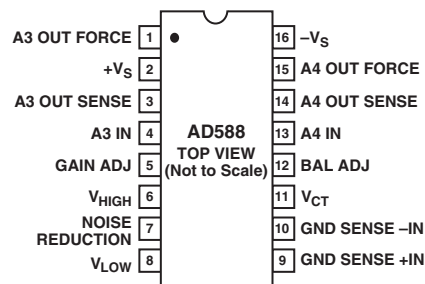 A3 OUT FORCE 1 16 –VS
+VS 2 15 A4 OUT FORCE
A3 OUT SENSE 3 14 A4 OUT SENSE
A3 IN 4 AD588 13 A4 IN
TOP VIEW
GAIN ADJ 5 (Not to Scale) 12 BAL ADJ
VHIGH 6 11 VCT
NOISE
REDUCTION 7 10 GND SENSE –IN
VLOW 8 9 GND SENSE +IN